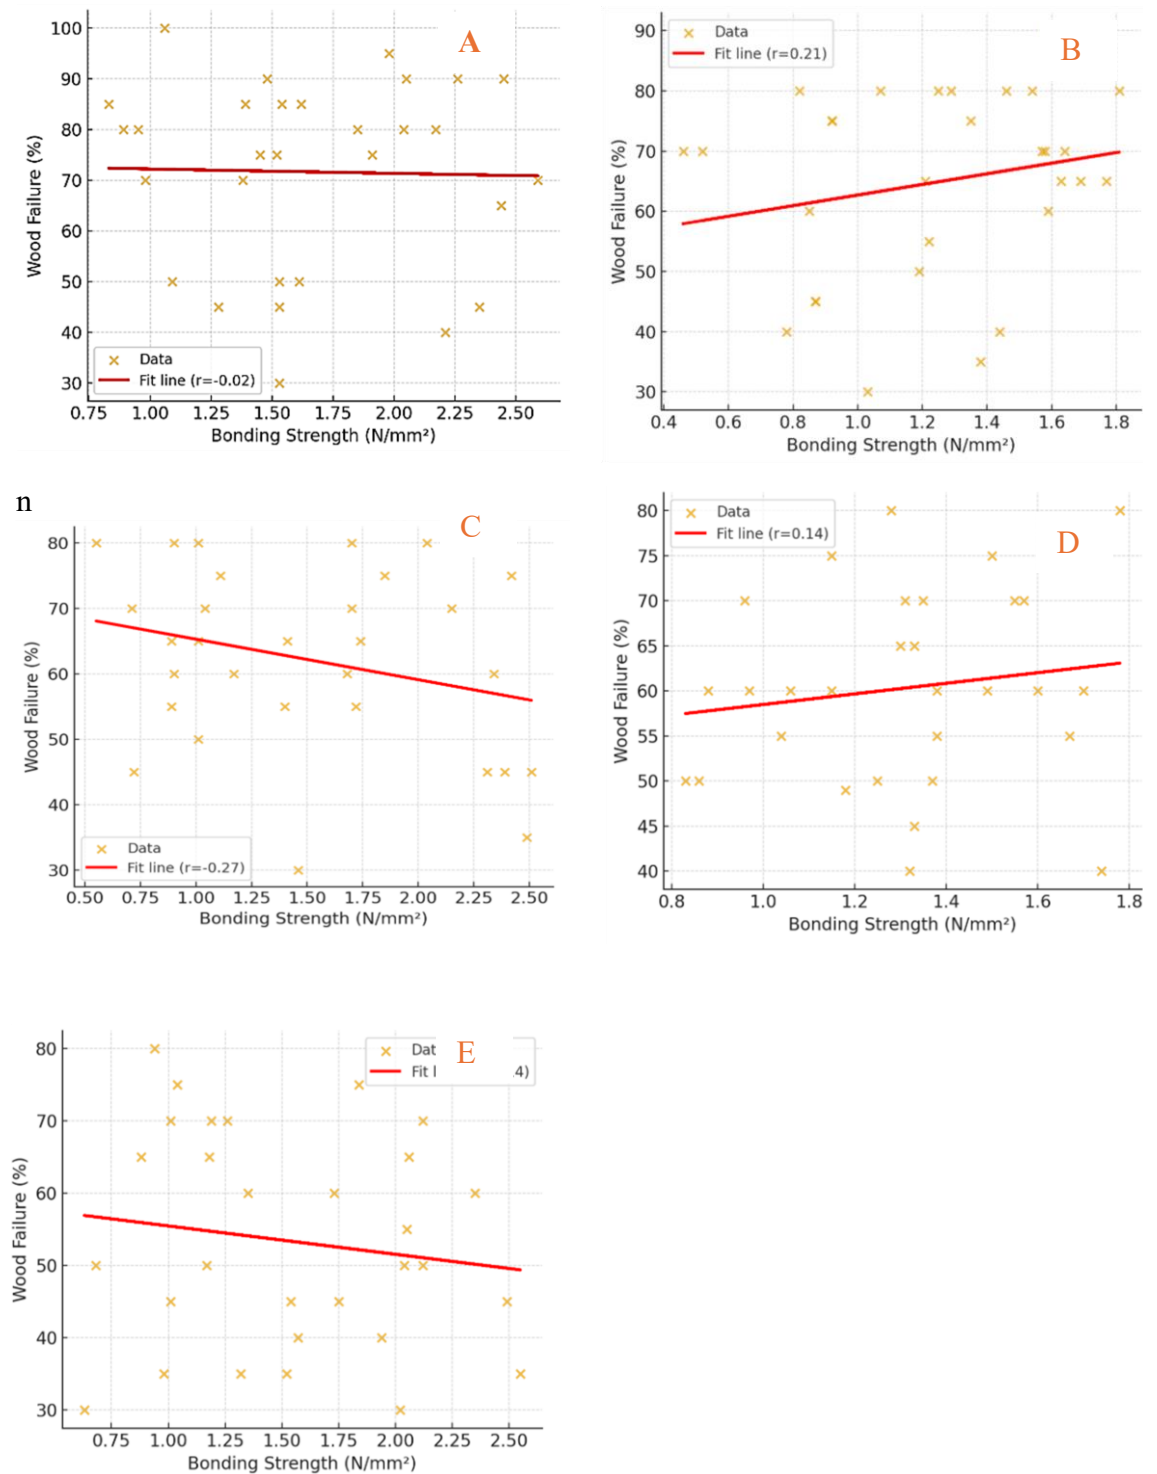 A
Wood Failure (%)
100
90
80
70
60
50
40
30
Data
Fit line (r=-0.02)
0.75 1.00 1.25 1.50 1.75 2.00 2.25 2.50
Bonding Strength (N/mm²)
B
Data
Fit line (r=0.21)
Wood Failure (%)
90
80
70
60
50
40
30
0.4 0.6 0.8 1.0 1.2 1.4 1.6 1.8
Bonding Strength (N/mm²)
n
C
Wood Failure (%)
80
70
60
50
40
30
Data
Fit line (r=-0.27)
0.50 0.75 1.00 1.25 1.50 1.75 2.00 2.25 2.50
Bonding Strength (N/mm²)
D
Data
Fit line (r=0.14)
Wood Failure (%)
80
75
70
65
60
55
50
45
40
0.8 1.0 1.2 1.4 1.6 1.8
Bonding Strength (N/mm²)
E
Dat
Fit l 4)
Wood Failure (%)
80
70
60
50
40
30
0.75 1.00 1.25 1.50 1.75 2.00 2.25 2.50
Bonding Strength (N/mm²)